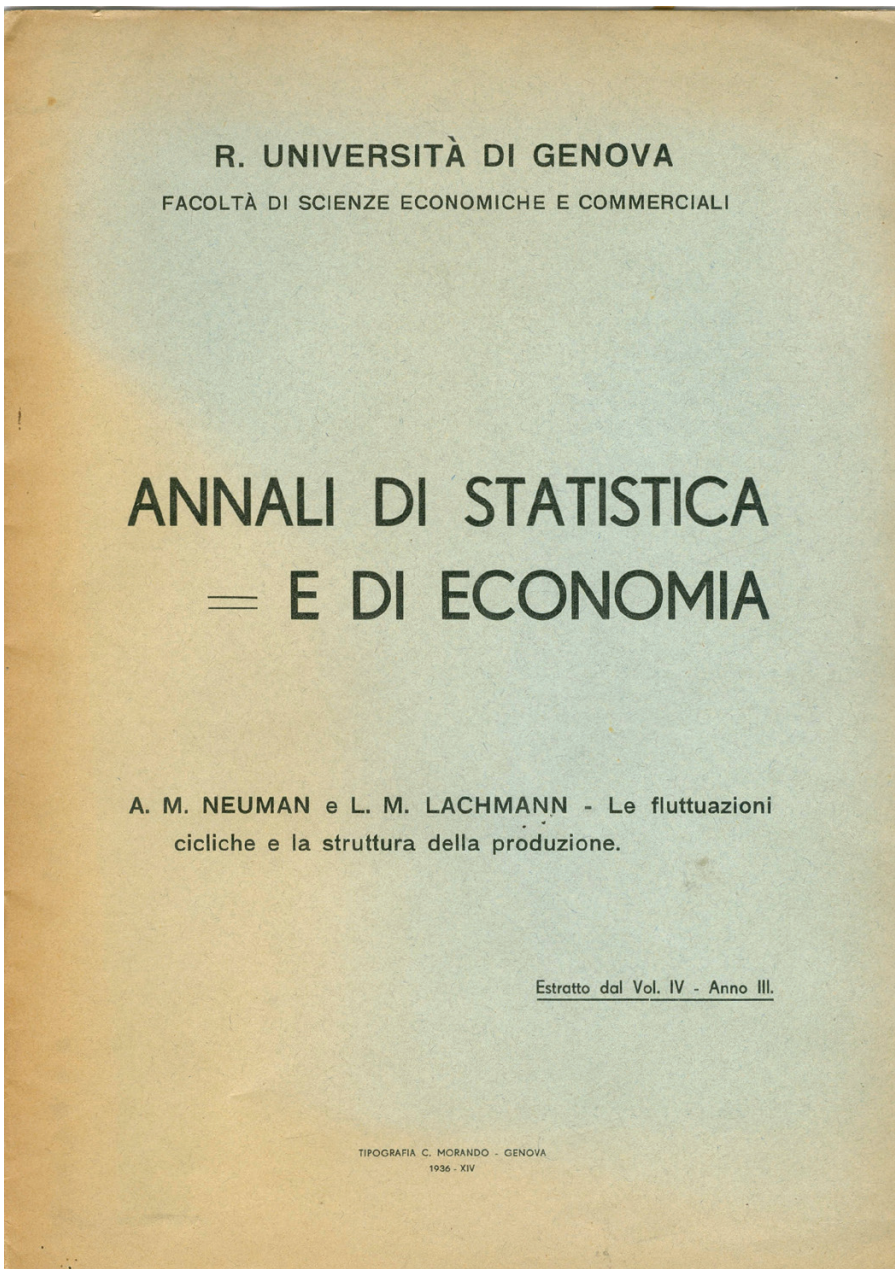 R. UNIVERSITÀ DI GENOVA
FACOLTÀ DI SCIENZE ECONOMICHE E COMMERCIALI
ANNALI DI STATISTICA
= E DI ECONOMIA
A. M. NEUMAN e L. M. LACHMANN - Le fluttuazioni
cicliche e la struttura della produzione.
Estratto dal Vol. IV - Anno III.
TIPOGRAFIA C. MORANDO - GENOVA
1936 - XIV